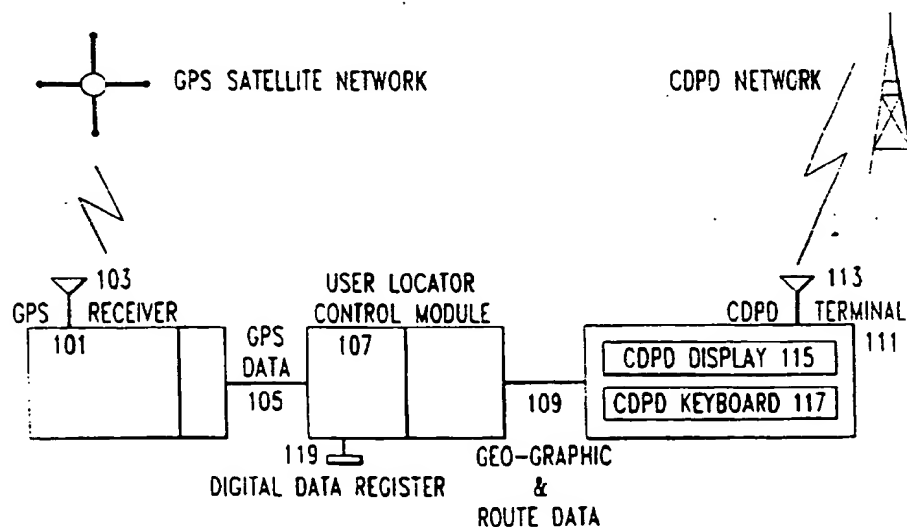 GPS SATELLITE NETWORK
CDPD NETWORK
103
GPS RECEIVER
101
GPS
DATA
105
USER LOCATOR
CONTROL MODULE
107
119
DIGITAL DATA REGISTER
109
GEO-GRAPHIC
&
ROUTE DATA
113
CDPD TERMINAL
111
CDPD DISPLAY 115
CDPD KEYBOARD 117